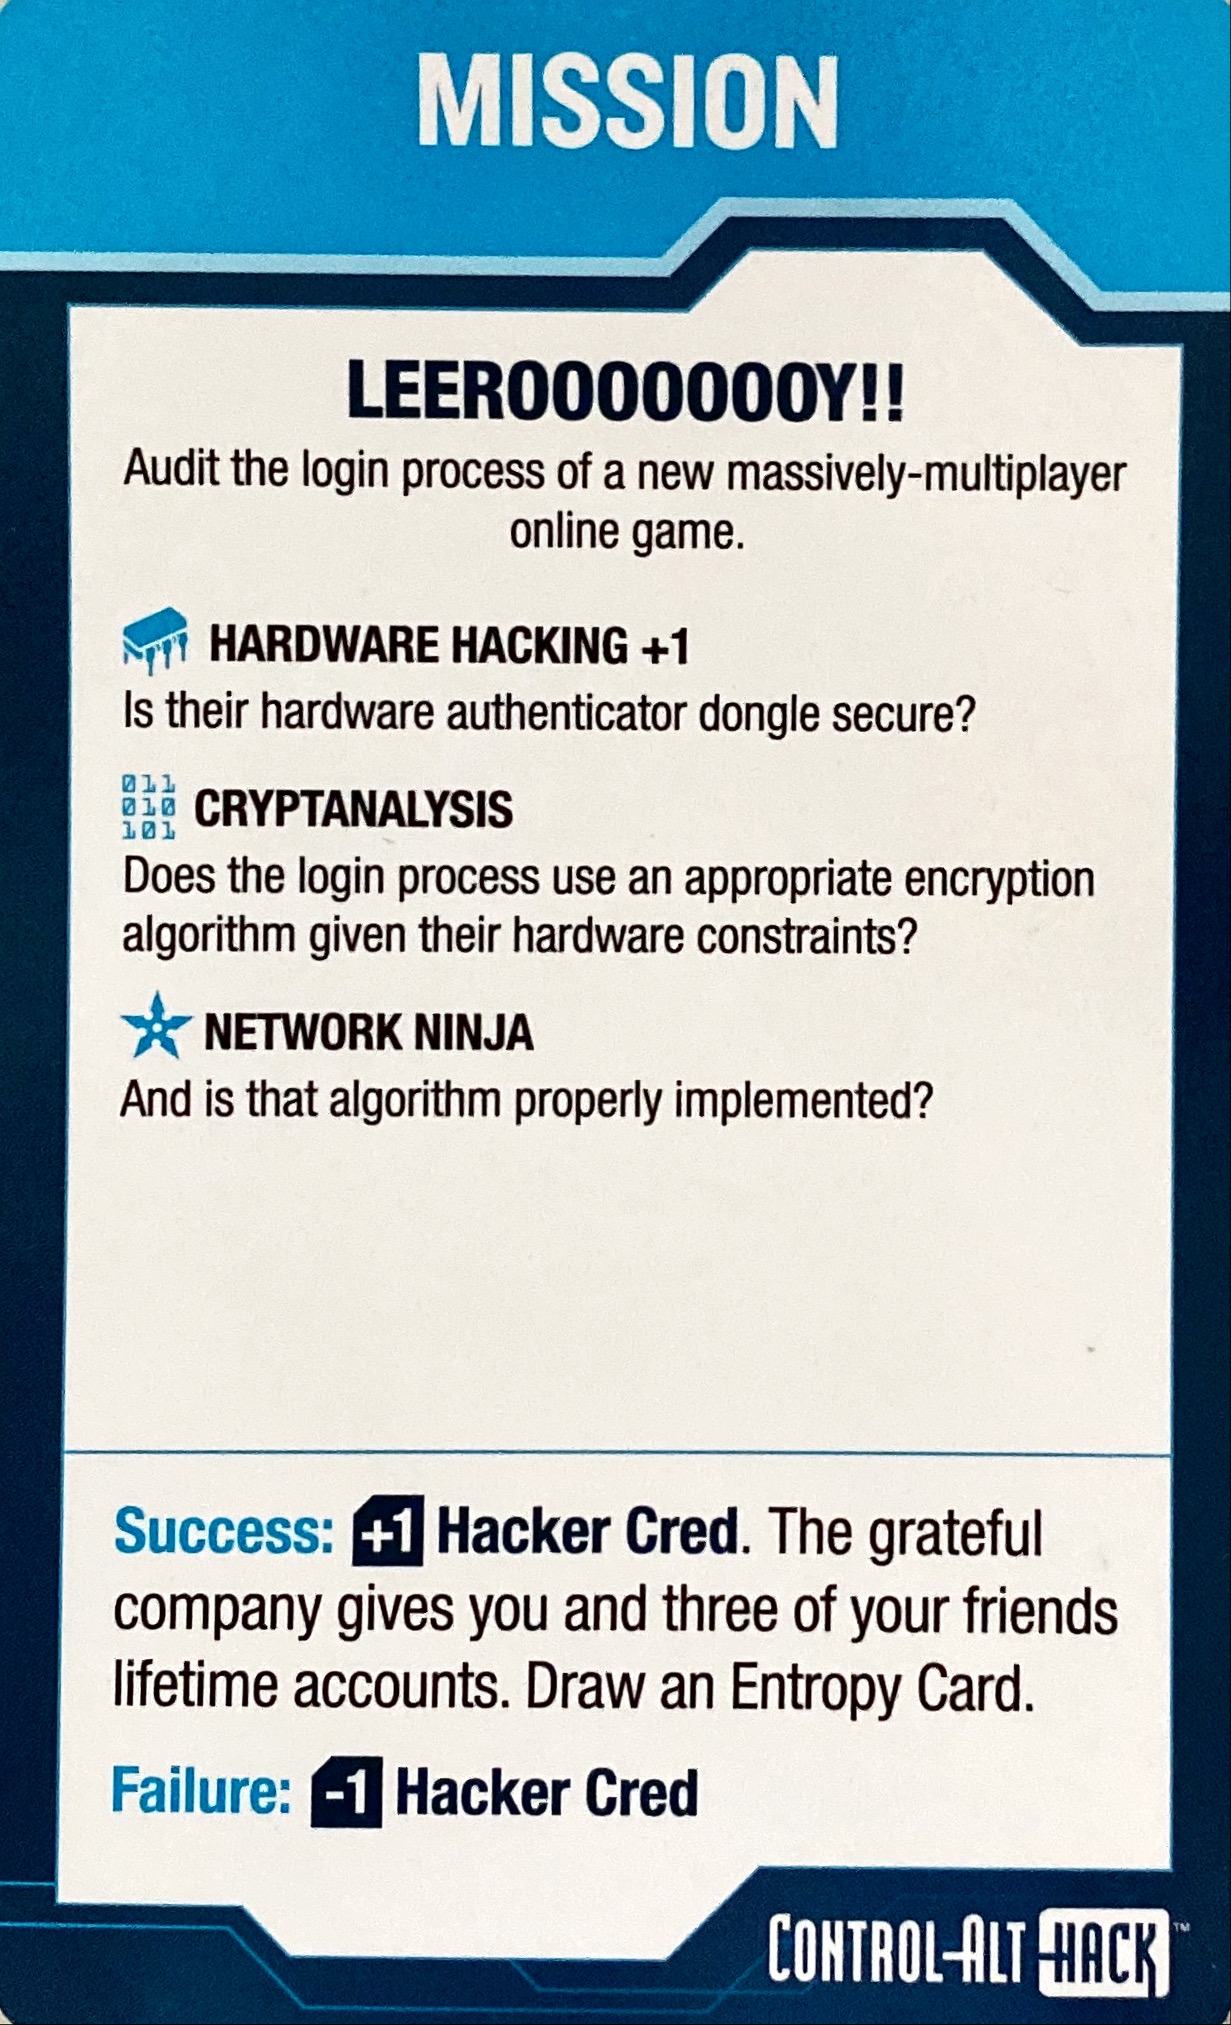 MISSION
LEEROOOOOOOOY!!
Audit the login process of a new massively-multiplayer
online game.
HARDWARE HACKING +1
Is their hardware authenticator dongle secure?
011
010
101
CRYPTANALYSIS
Does the login process use an appropriate encryption
algorithm given their hardware constraints?
NETWORK NINJA
And is that algorithm properly implemented?
Success: +1 Hacker Cred. The grateful
company gives you and three of your friends
lifetime accounts. Draw an Entropy Card.
Failure: -1 Hacker Cred
CONTROL-ALT-HACK™